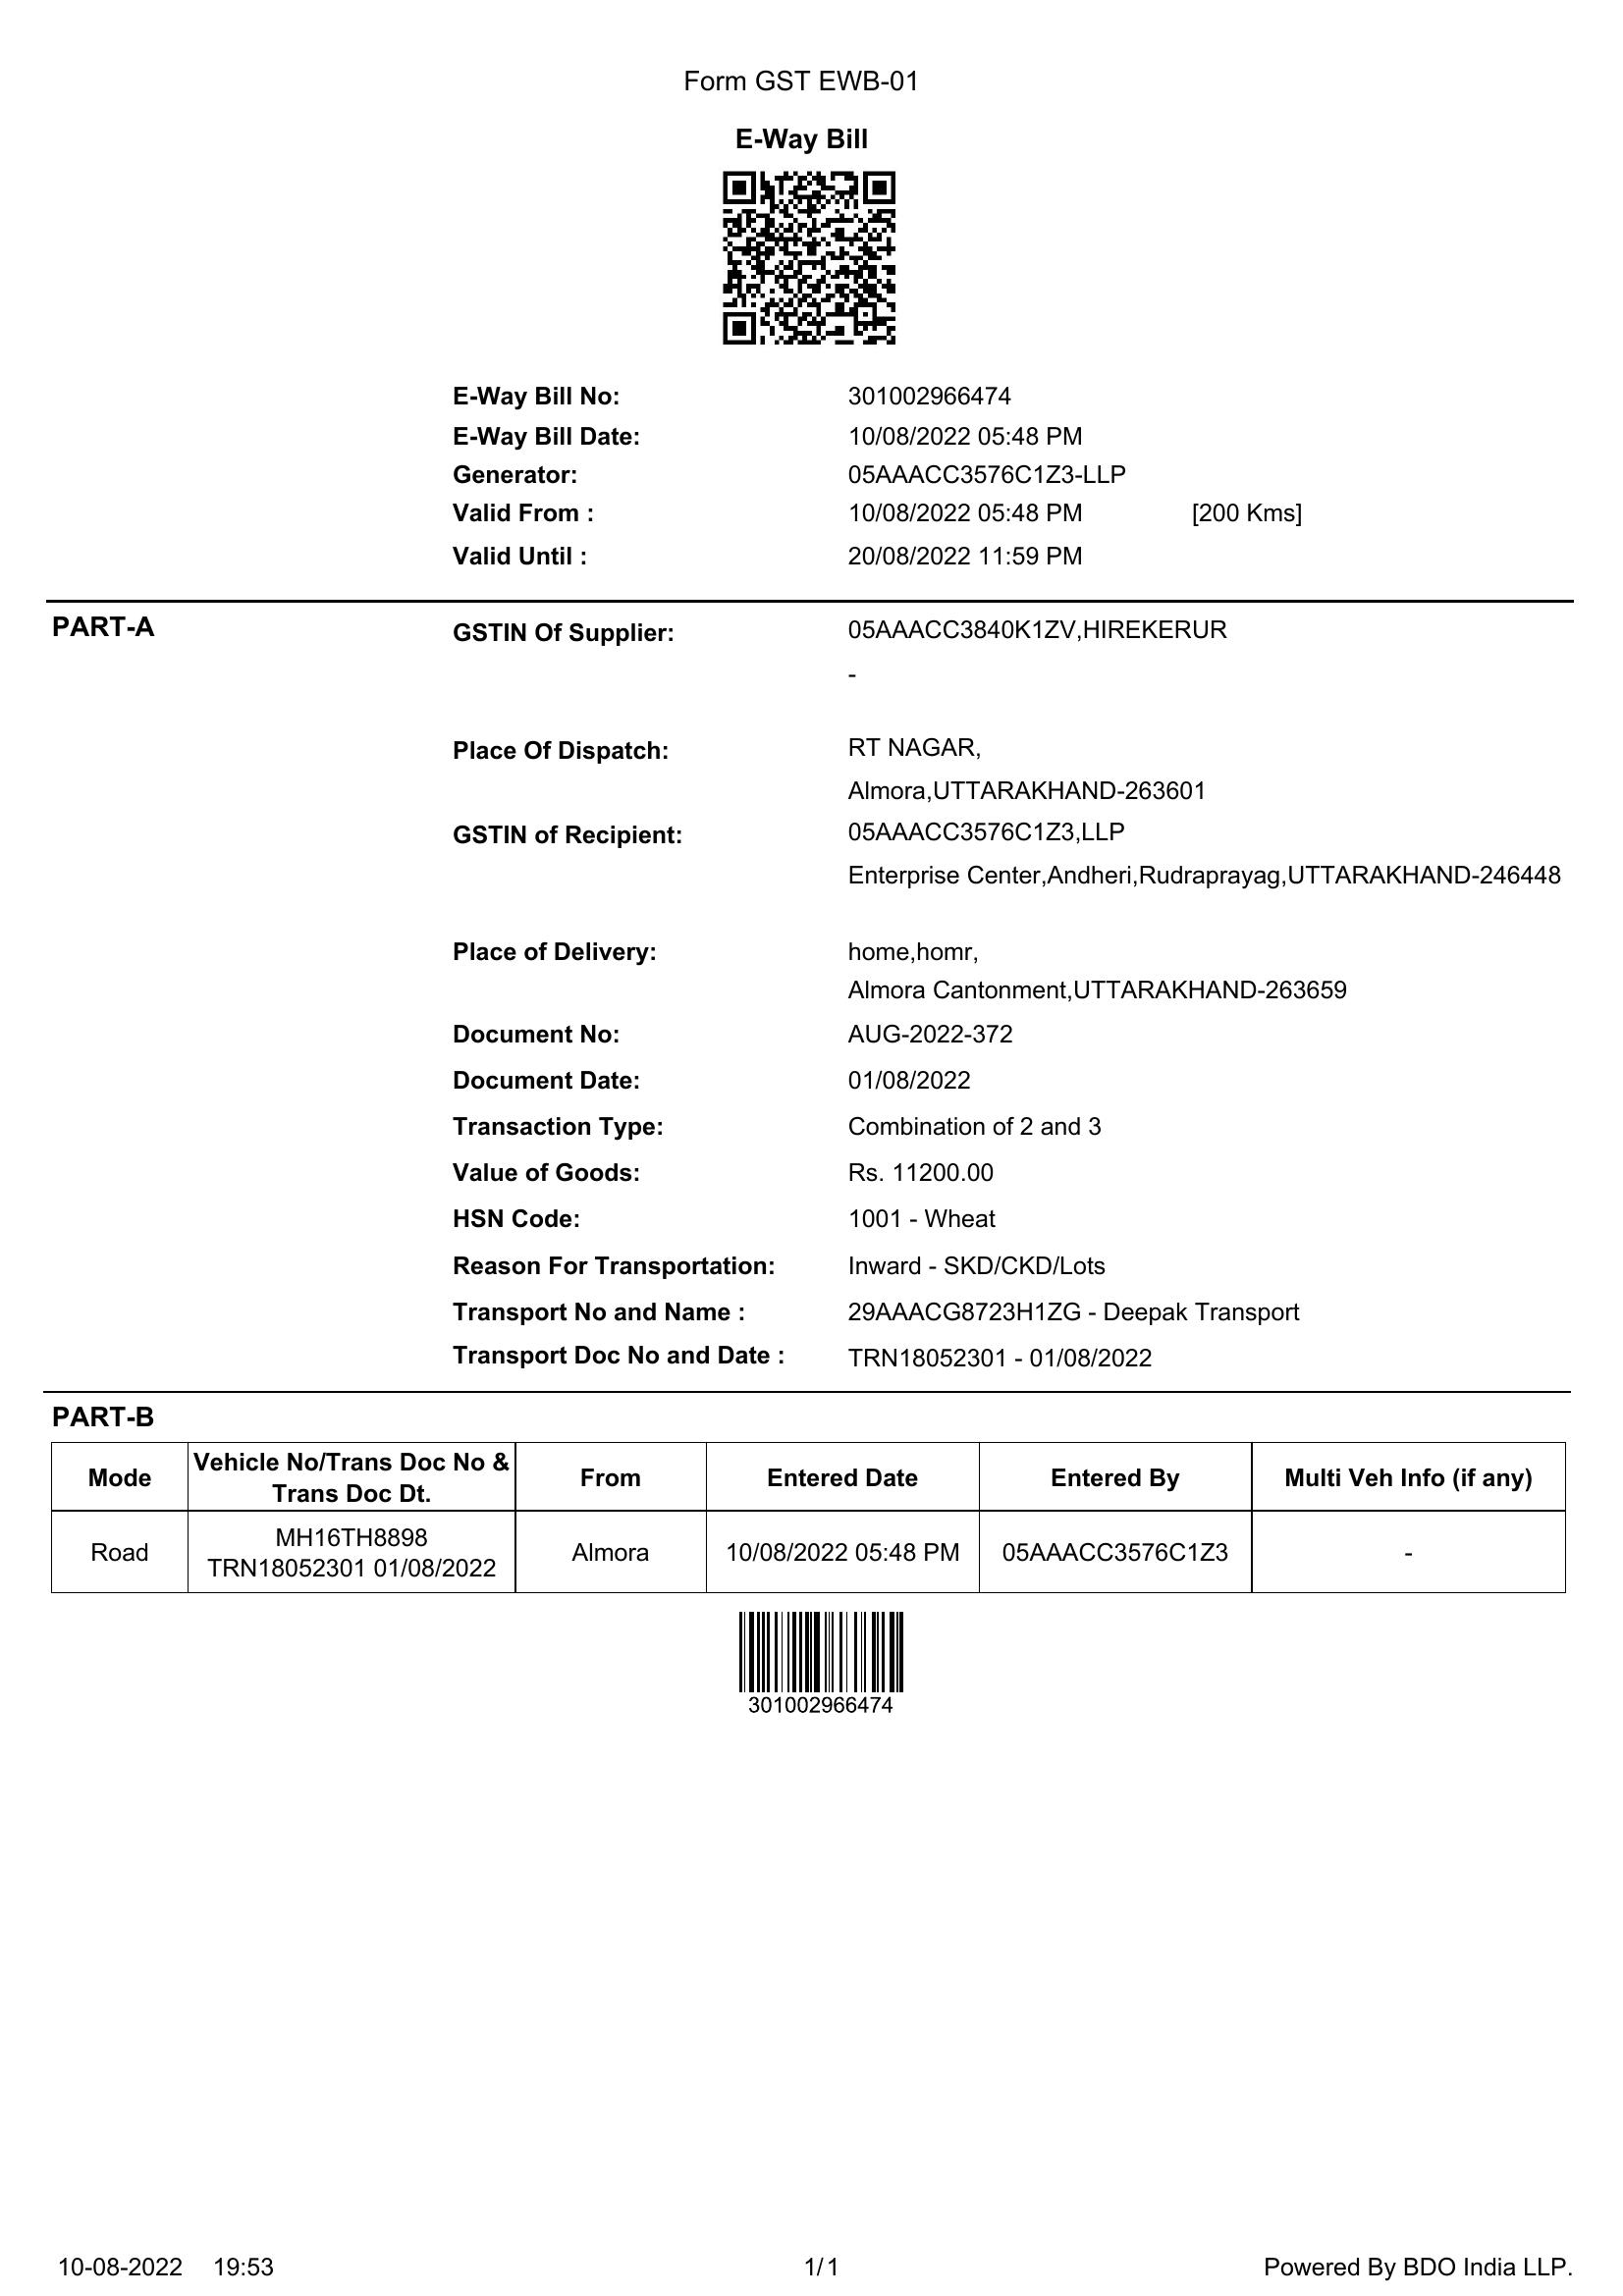 Form GST EWB-01
E-Way Bill
E-Way Bill No: 301002966474
E-Way Bill Date: 10/08/2022 05:48 PM
Generator: 05AAACC3576C1Z3-LLP
Valid From : 10/08/2022 05:48 PM [200 Kms]
Valid Until : 20/08/2022 11:59 PM
PART-A
GSTIN Of Supplier: 05AAACC3840K1ZV,HIREKERUR
-
Place Of Dispatch: RT NAGAR,
Almora,UTTARAKHAND-263601
GSTIN of Recipient: 05AAACC3576C1Z3,LLP
Enterprise Center,Andheri,Rudraprayag,UTTARAKHAND-246448
Place of Delivery: home,homr,
Almora Cantonment,UTTARAKHAND-263659
Document No: AUG-2022-372
Document Date: 01/08/2022
Transaction Type: Combination of 2 and 3
Value of Goods: Rs. 11200.00
HSN Code: 1001 - Wheat
Reason For Transportation: Inward - SKD/CKD/Lots
Transport No and Name : 29AAACG8723H1ZG - Deepak Transport
Transport Doc No and Date : TRN18052301 - 01/08/2022
PART-B
Mode
Vehicle No/Trans Doc No &
Trans Doc Dt.
From
Entered Date
Entered By
Multi Veh Info (if any)
Road
MH16TH8898
TRN18052301 01/08/2022
Almora
10/08/2022 05:48 PM
05AAACC3576C1Z3
-
301002966474
10-08-2022 19:53
1/1
Powered By BDO India LLP.